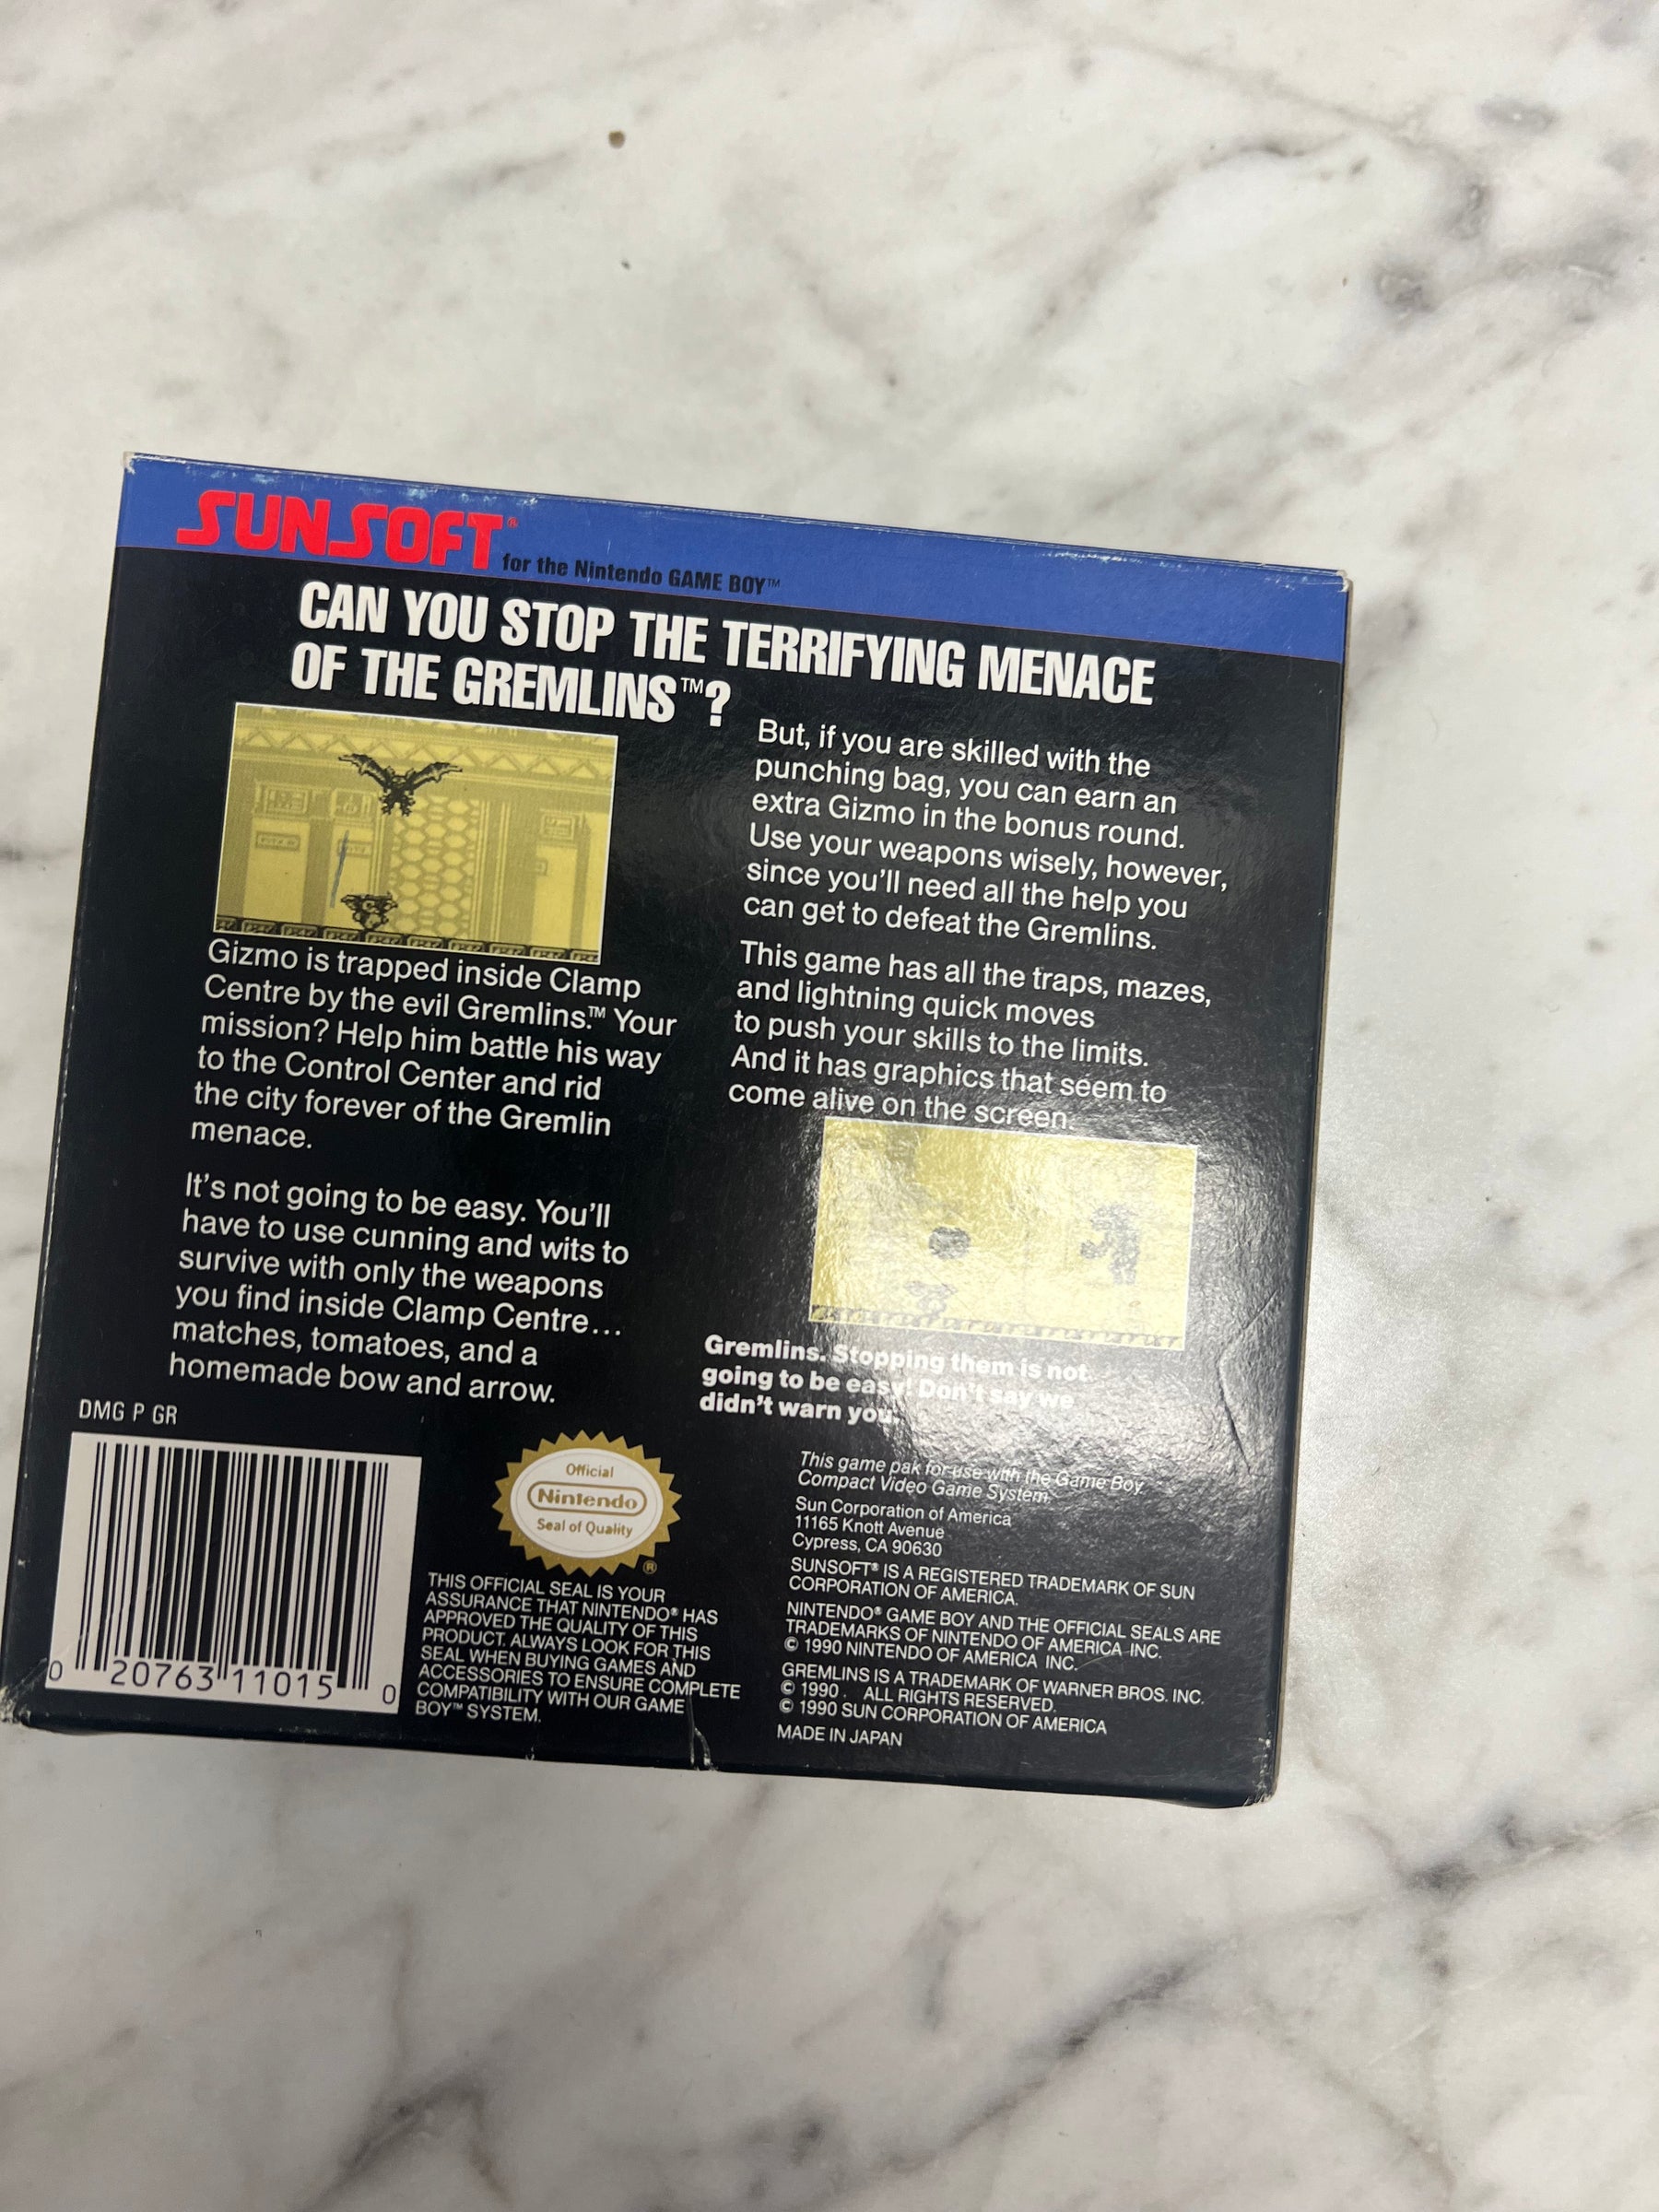 SUNSOFT®
for the Nintendo GAME BOY™
CAN YOU STOP THE TERRIFYING MENACE
OF THE GREMLINS™?
Gizmo is trapped inside Clamp
Centre by the evil Gremlins.™ Your
mission? Help him battle his way
to the Control Center and rid
the city forever of the Gremlin
menace.
It's not going to be easy. You'll
have to use cunning and wits to
survive with only the weapons
you find inside Clamp Centre...
matches, tomatoes, and a
homemade bow and arrow.
But, if you are skilled with the
punching bag, you can earn an
extra Gizmo in the bonus round.
Use your weapons wisely, however,
since you'll need all the help you
can get to defeat the Gremlins.
This game has all the traps, mazes,
and lightning quick moves
to push your skills to the limits.
And it has graphics that seem to
come alive on the screen.
Gremlins. Stopping them is not
going to be easy! Don't say we
didn't warn you.
DMG P GR
0 20763 11015 0
Official
Nintendo
Seal of Quality
®
THIS OFFICIAL SEAL IS YOUR
ASSURANCE THAT NINTENDO® HAS
APPROVED THE QUALITY OF THIS
PRODUCT. ALWAYS LOOK FOR THIS
SEAL WHEN BUYING GAMES AND
ACCESSORIES TO ENSURE COMPLETE
COMPATIBILITY WITH OUR GAME
BOY™ SYSTEM.
This game pak for use with the Game Boy
Compact Video Game System.
Sun Corporation of America
11165 Knott Avenue
Cypress, CA 90630
SUNSOFT® IS A REGISTERED TRADEMARK OF SUN
CORPORATION OF AMERICA.
NINTENDO® GAME BOY AND THE OFFICIAL SEALS ARE
TRADEMARKS OF NINTENDO OF AMERICA INC.
© 1990 NINTENDO OF AMERICA INC.
GREMLINS IS A TRADEMARK OF WARNER BROS. INC.
© 1990. ALL RIGHTS RESERVED.
© 1990 SUN CORPORATION OF AMERICA
MADE IN JAPAN